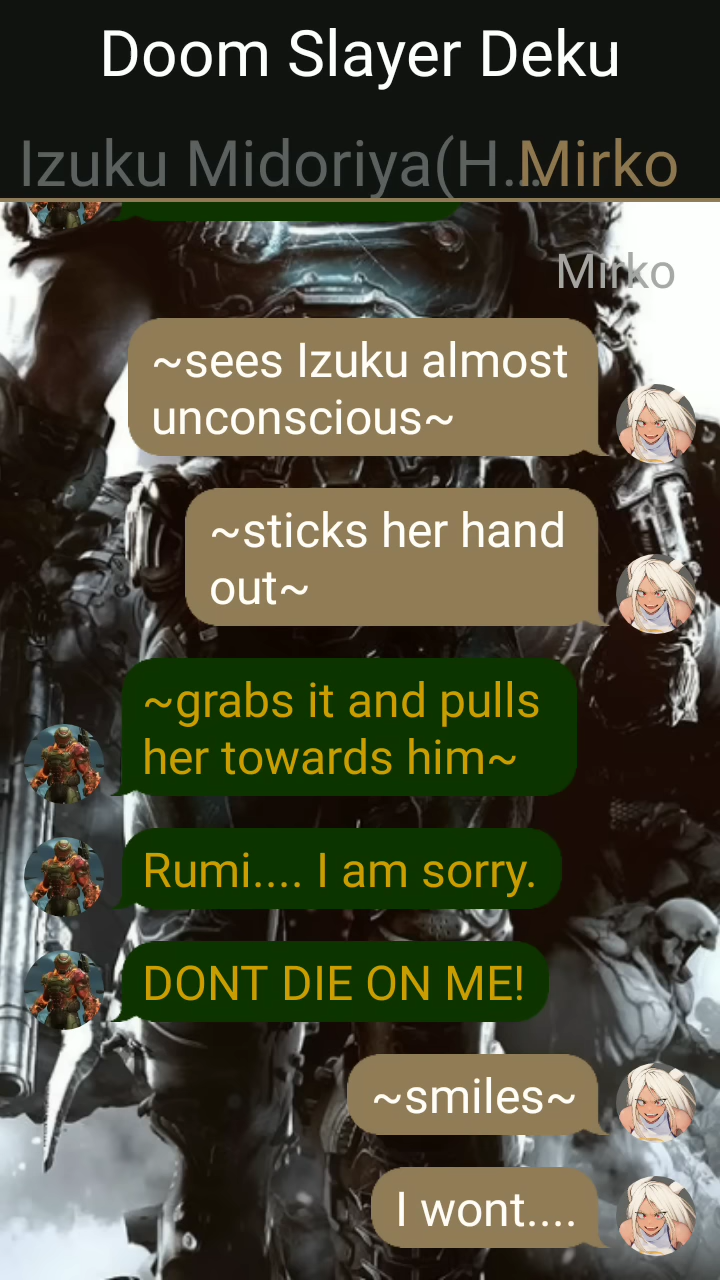 Doom Slayer Deku
Izuku Midoriya(H...
Mirko
Mirko
~sees Izuku almost
unconscious~
~sticks her hand
out~
~grabs it and pulls
her towards him~
Rumi.... I am sorry.
DONT DIE ON ME!
~smiles~
I wont....